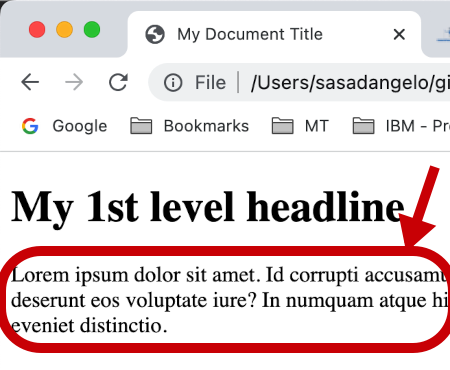 My Document Title
File | /Users/sasadangelo/gi
Google Bookmarks MT IBM - Pr
My 1st level headline
Lorem ipsum dolor sit amet. Id corrupti accusamu
deserunt eos voluptate iure? In numquam atque hi
eveniet distinctio.